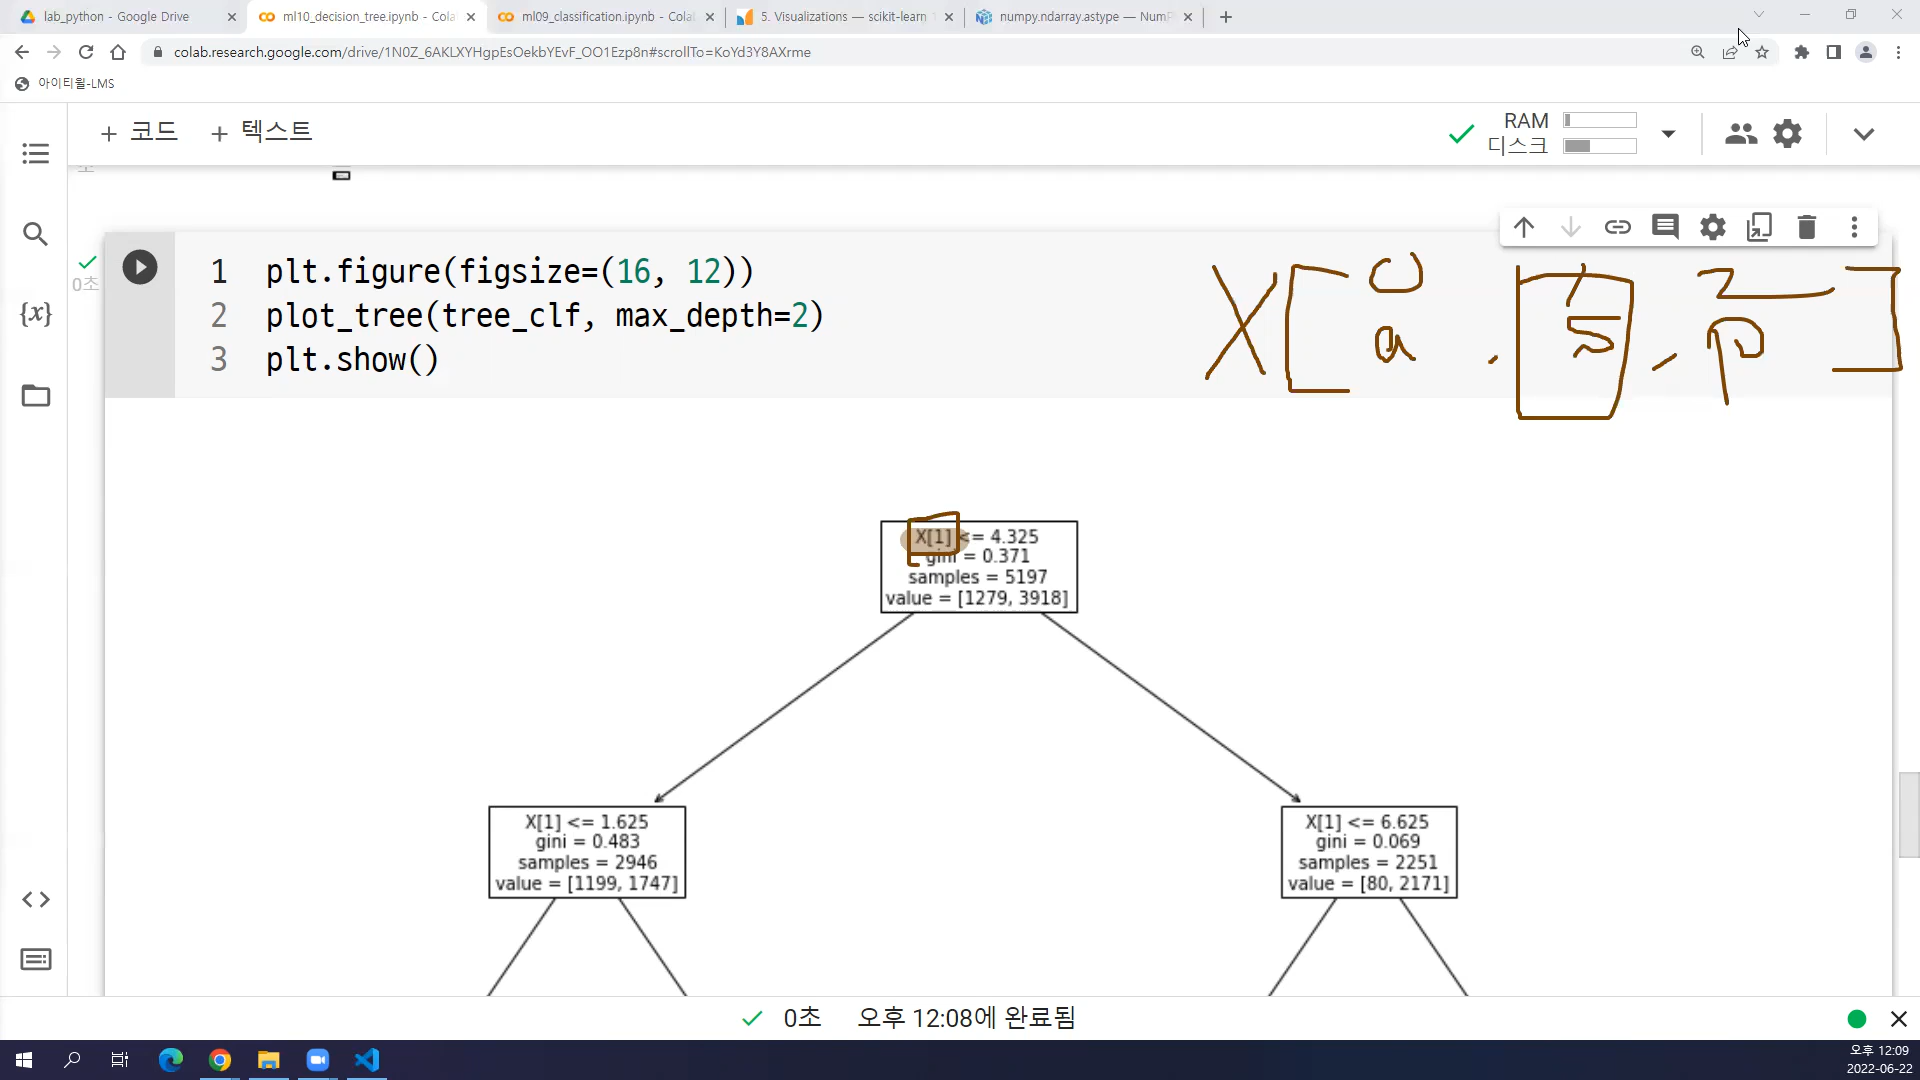 lab_python - Google Drive
ml10_decision_tree.ipynb - Cola
ml09_classification.ipynb - Cola
5. Visualizations — scikit-learn
numpy.ndarray.astype — NumP
colab.research.google.com/drive/1N0Z_6AKLXYHgpEsOekbYEvF_OO1Ezp8n#scrollTo=KoYd3Y8AXrme
아이티윌-LMS
+ 코드 + 텍스트
RAM
디스크
0초
1 plt.figure(figsize=(16, 12))
2 plot_tree(tree_clf, max_depth=2)
3 plt.show()
0 1 2
X[a, s, p]
X[1] <= 4.325
gini = 0.371
samples = 5197
value = [1279, 3918]
X[1] <= 1.625
gini = 0.483
samples = 2946
value = [1199, 1747]
X[1] <= 6.625
gini = 0.069
samples = 2251
value = [80, 2171]
{x}
0초 오후 12:08에 완료됨
오후 12:09
2022-06-22